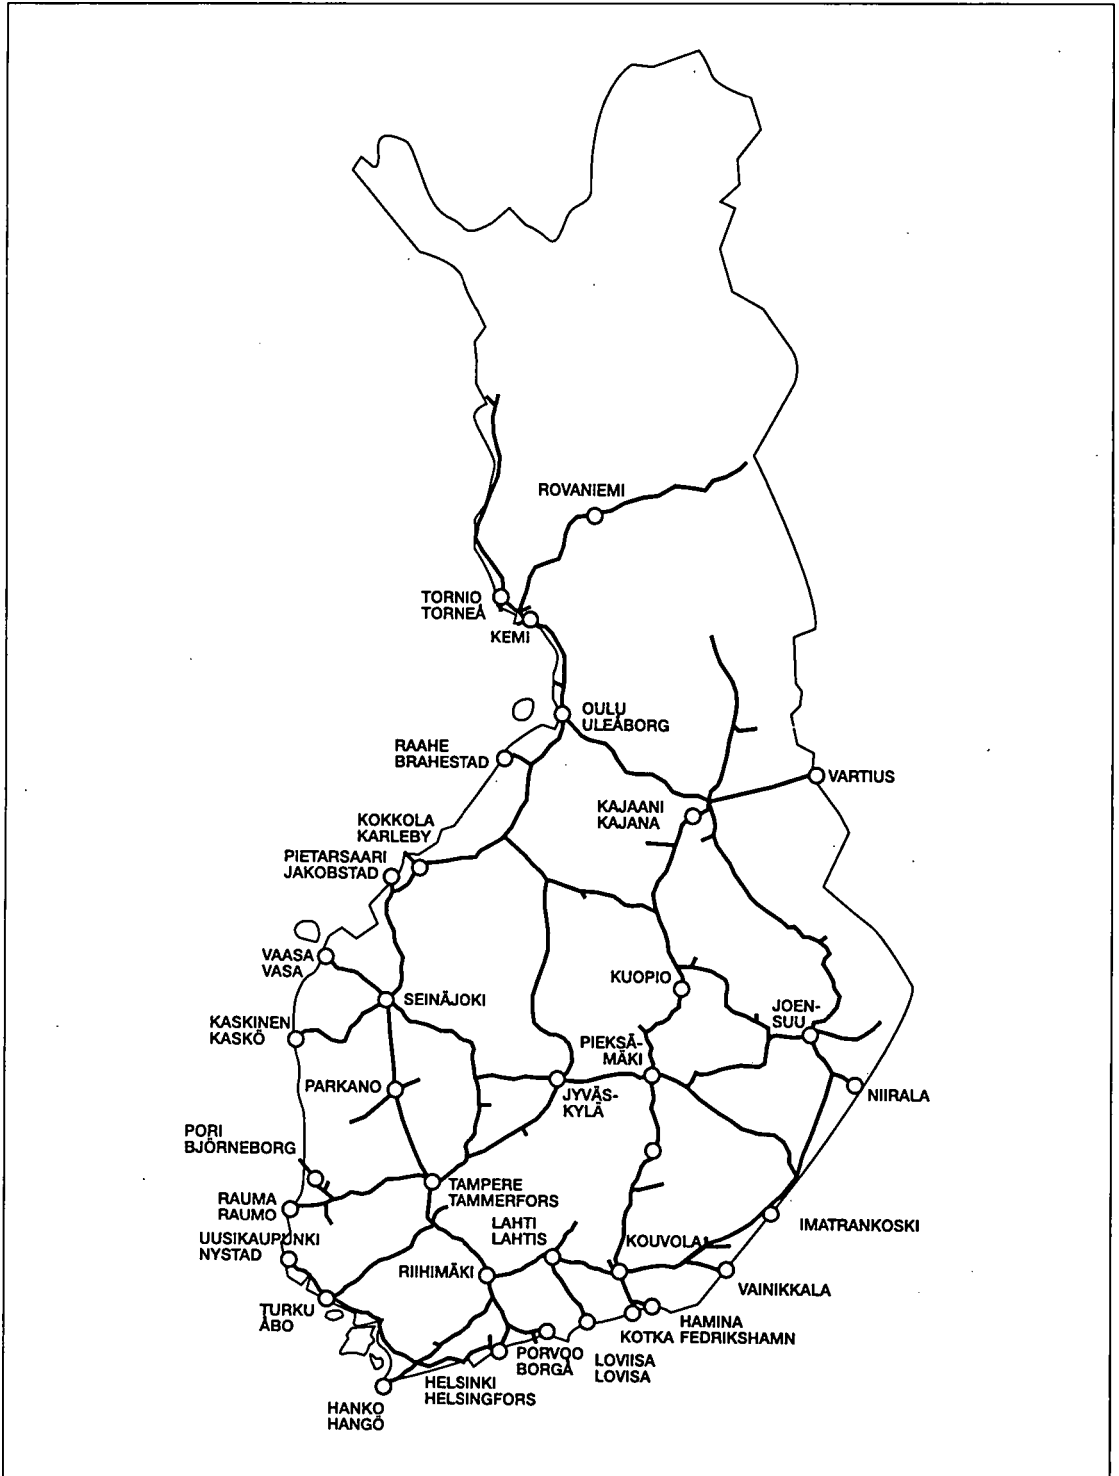 ROVANIEMI
TORNIO
TORNEÅ
KEMI
OULU
ULEÅBORG
RAAHE
BRAHESTAD
VARTIUS
KAJAANI
KAJANA
KOKKOLA
KARLEBY
PIETARSAARI
JAKOBSTAD
VAASA
VASA
KUOPIO
SEINÄJOKI
JOEN-
SUU
KASKINEN
KASKÖ
PIEKSÄ-
MÄKI
PARKANO
JYVÄS-
KYLÄ
NIIRALA
PORI
BJÖRNEBORG
TAMPERE
TAMMERFORS
RAUMA
RAUMO
IMATRANKOSKI
LAHTI
LAHTIS
UUSIKAUPUNKI
NYSTAD
KOUVOLA
RIIHIMÄKI
VAINIKKALA
TURKU
ÅBO
HAMINA
KOTKA FEDRIKSHAMN
PORVOO
BORGÅ
LOVIISA
LOVISA
HELSINKI
HELSINGFORS
HANKO
HANGÖ